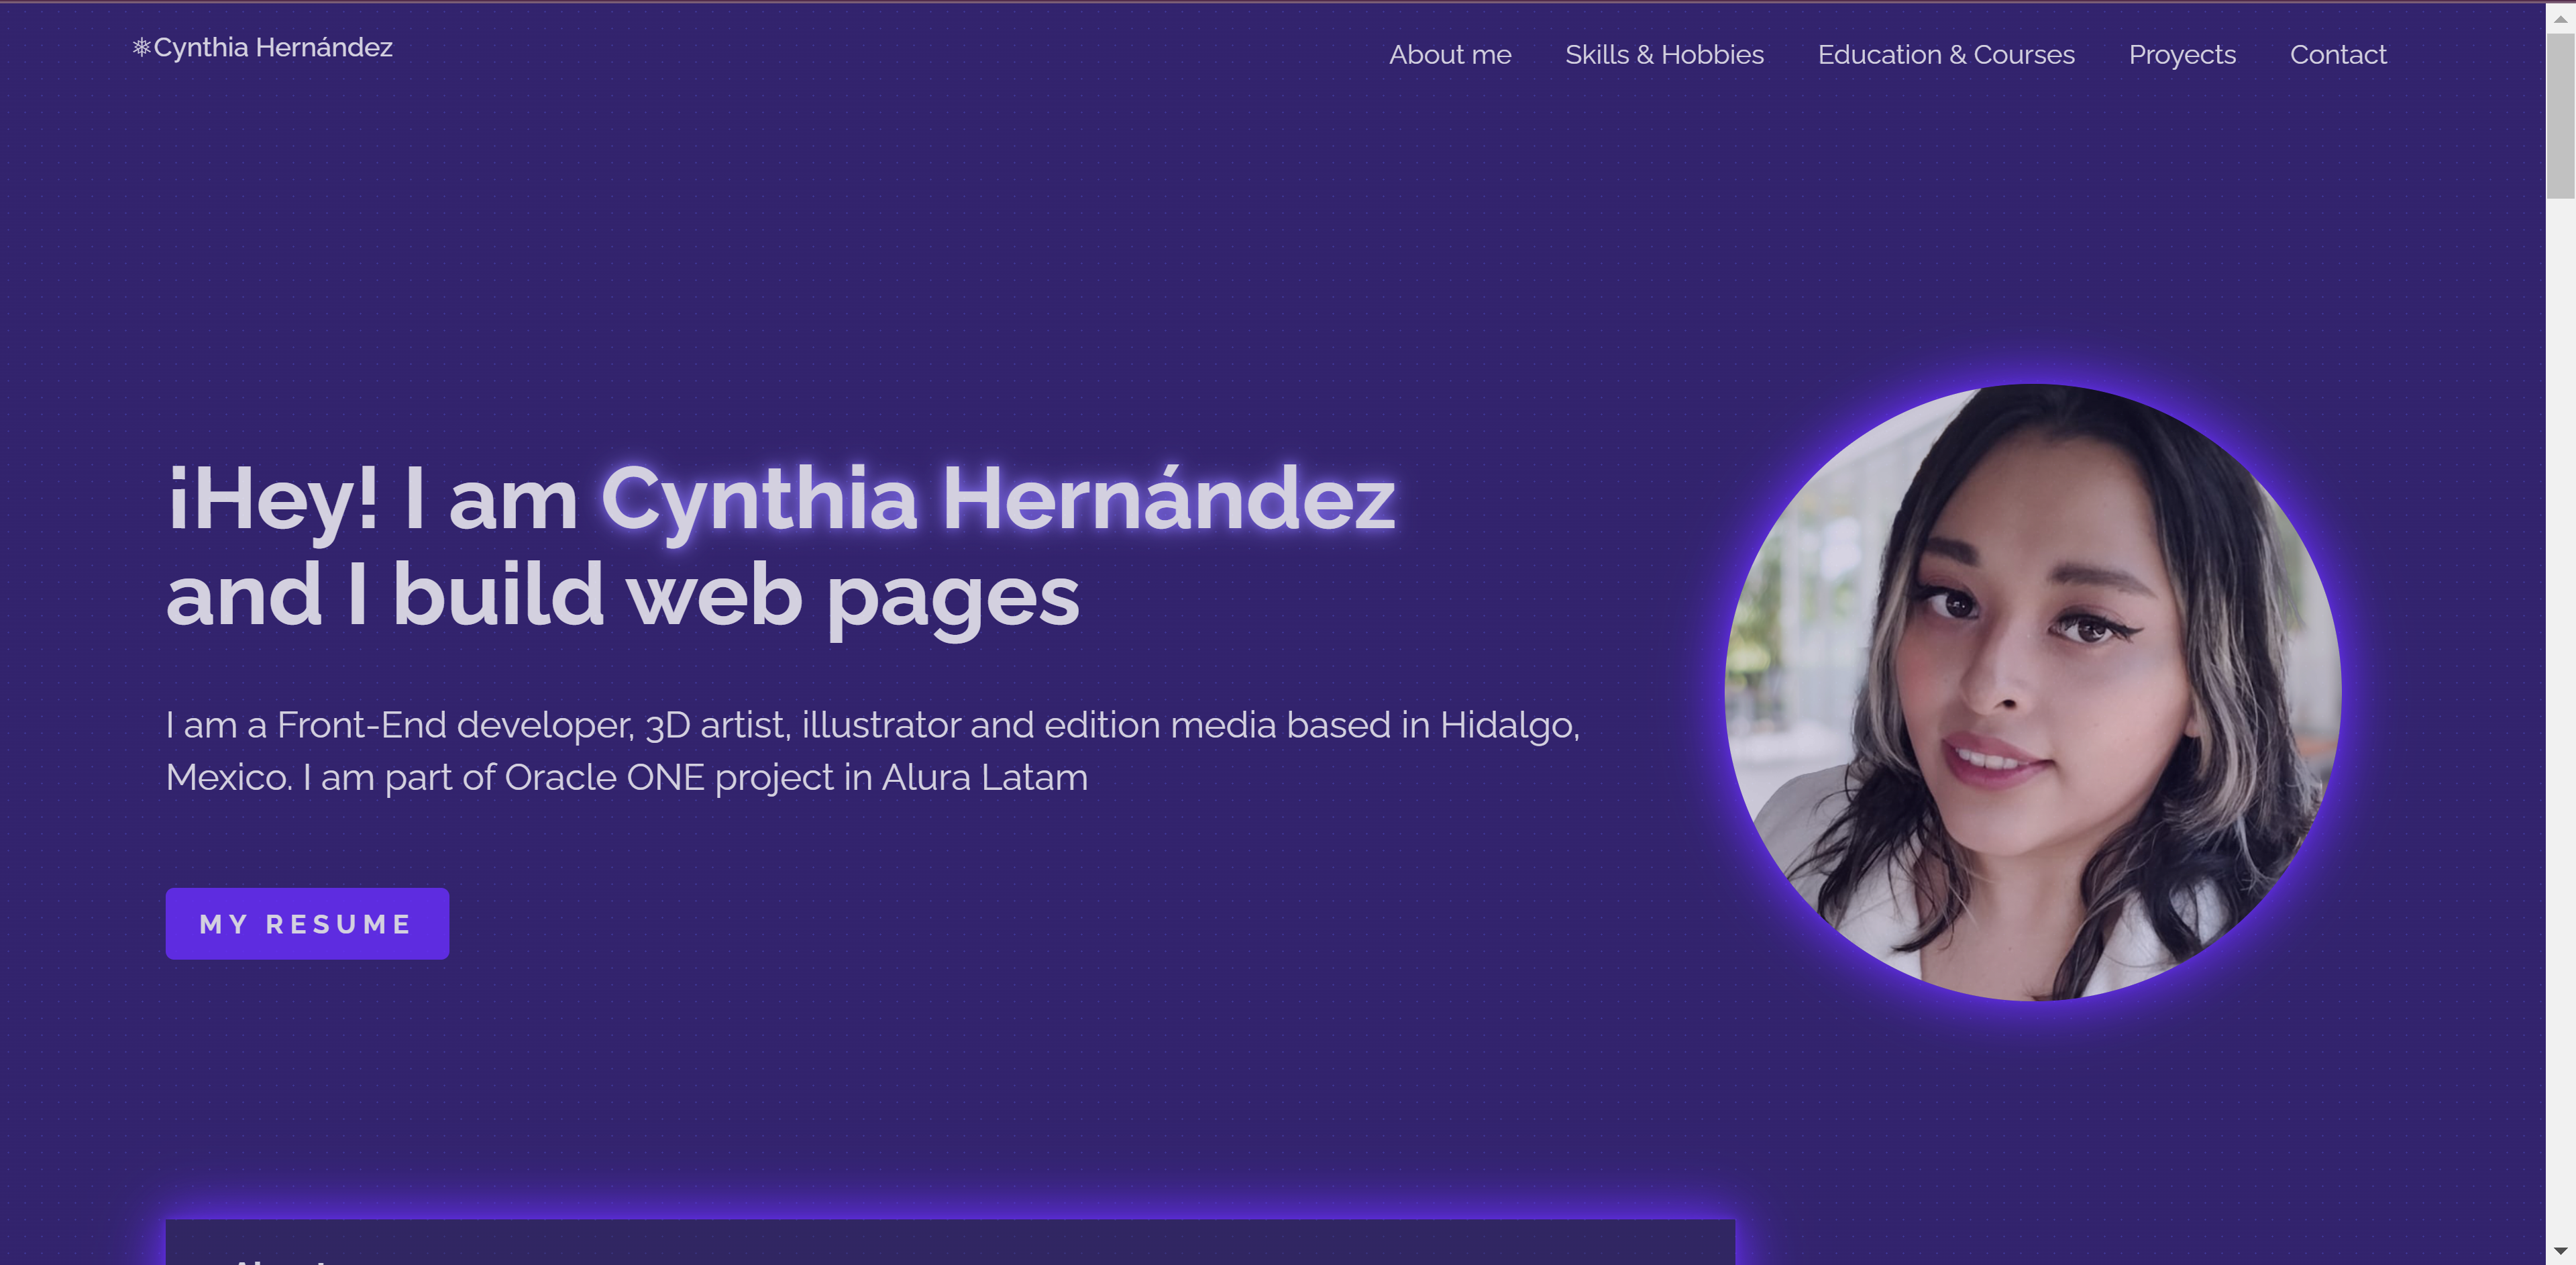 ❅Cynthia Hernández
About me
Skills & Hobbies
Education & Courses
Proyects
Contact
¡Hey! I am Cynthia Hernández
and I build web pages
I am a Front-End developer, 3D artist, illustrator and edition media based in Hidalgo,
Mexico. I am part of Oracle ONE project in Alura Latam
MY RESUME